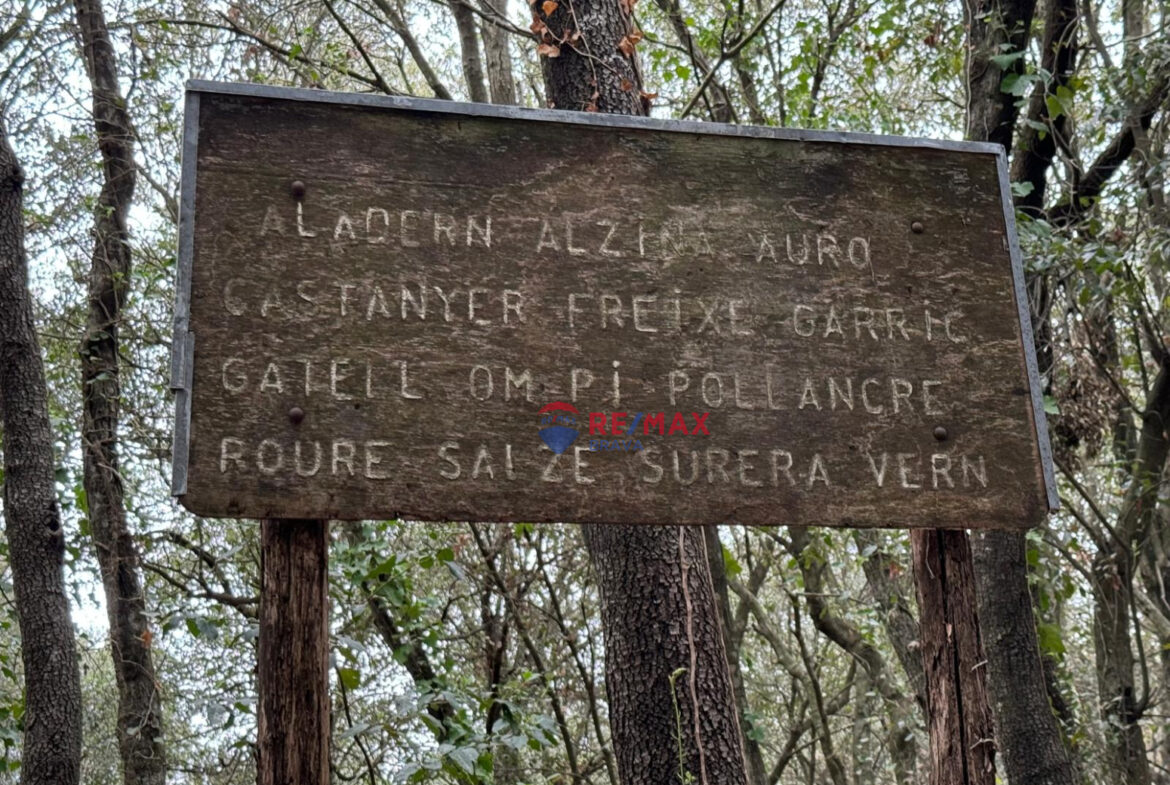 ALADERN ALZINA AURO
CASTANYER FREIXE GARRIC
GATELL OM PI POLLANCRE
RE/MAX
ROURE SALZE SURERA VERN